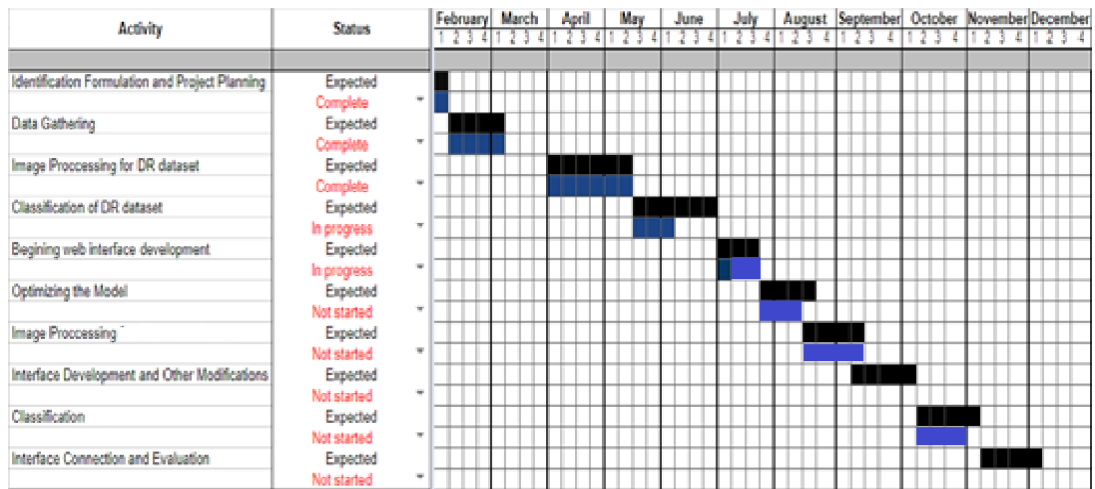 Activity Status February March April May June July August September October November December
1 2 3 4 1 2 3 4 1 2 3 4 1 2 3 4 1 2 3 4 1 2 3 4 1 2 3 4 1 2 3 4 1 2 3 4 1 2 3 4 1 2 3 4
Identification Formulation and Project Planning Expected
Complete
Data Gathering Expected
Complete
Image Proccessing for DR dataset Expected
Complete
Classification of DR dataset Expected
In progress
Begining web interface development Expected
In progress
Optimizing the Model Expected
Not started
Image Proccessing Expected
Not started
Interface Development and Other Modifications Expected
Not started
Classification Expected
Not started
Interface Connection and Evaluation Expected
Not started